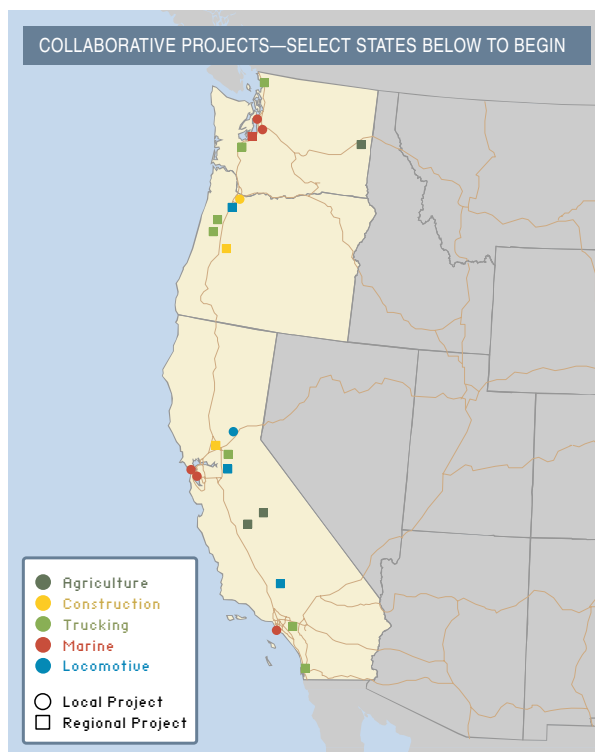 COLLABORATIVE PROJECTS—SELECT STATES BELOW TO BEGIN
Agriculture
Construction
Trucking
Marine
Locomotive
Local Project
Regional Project